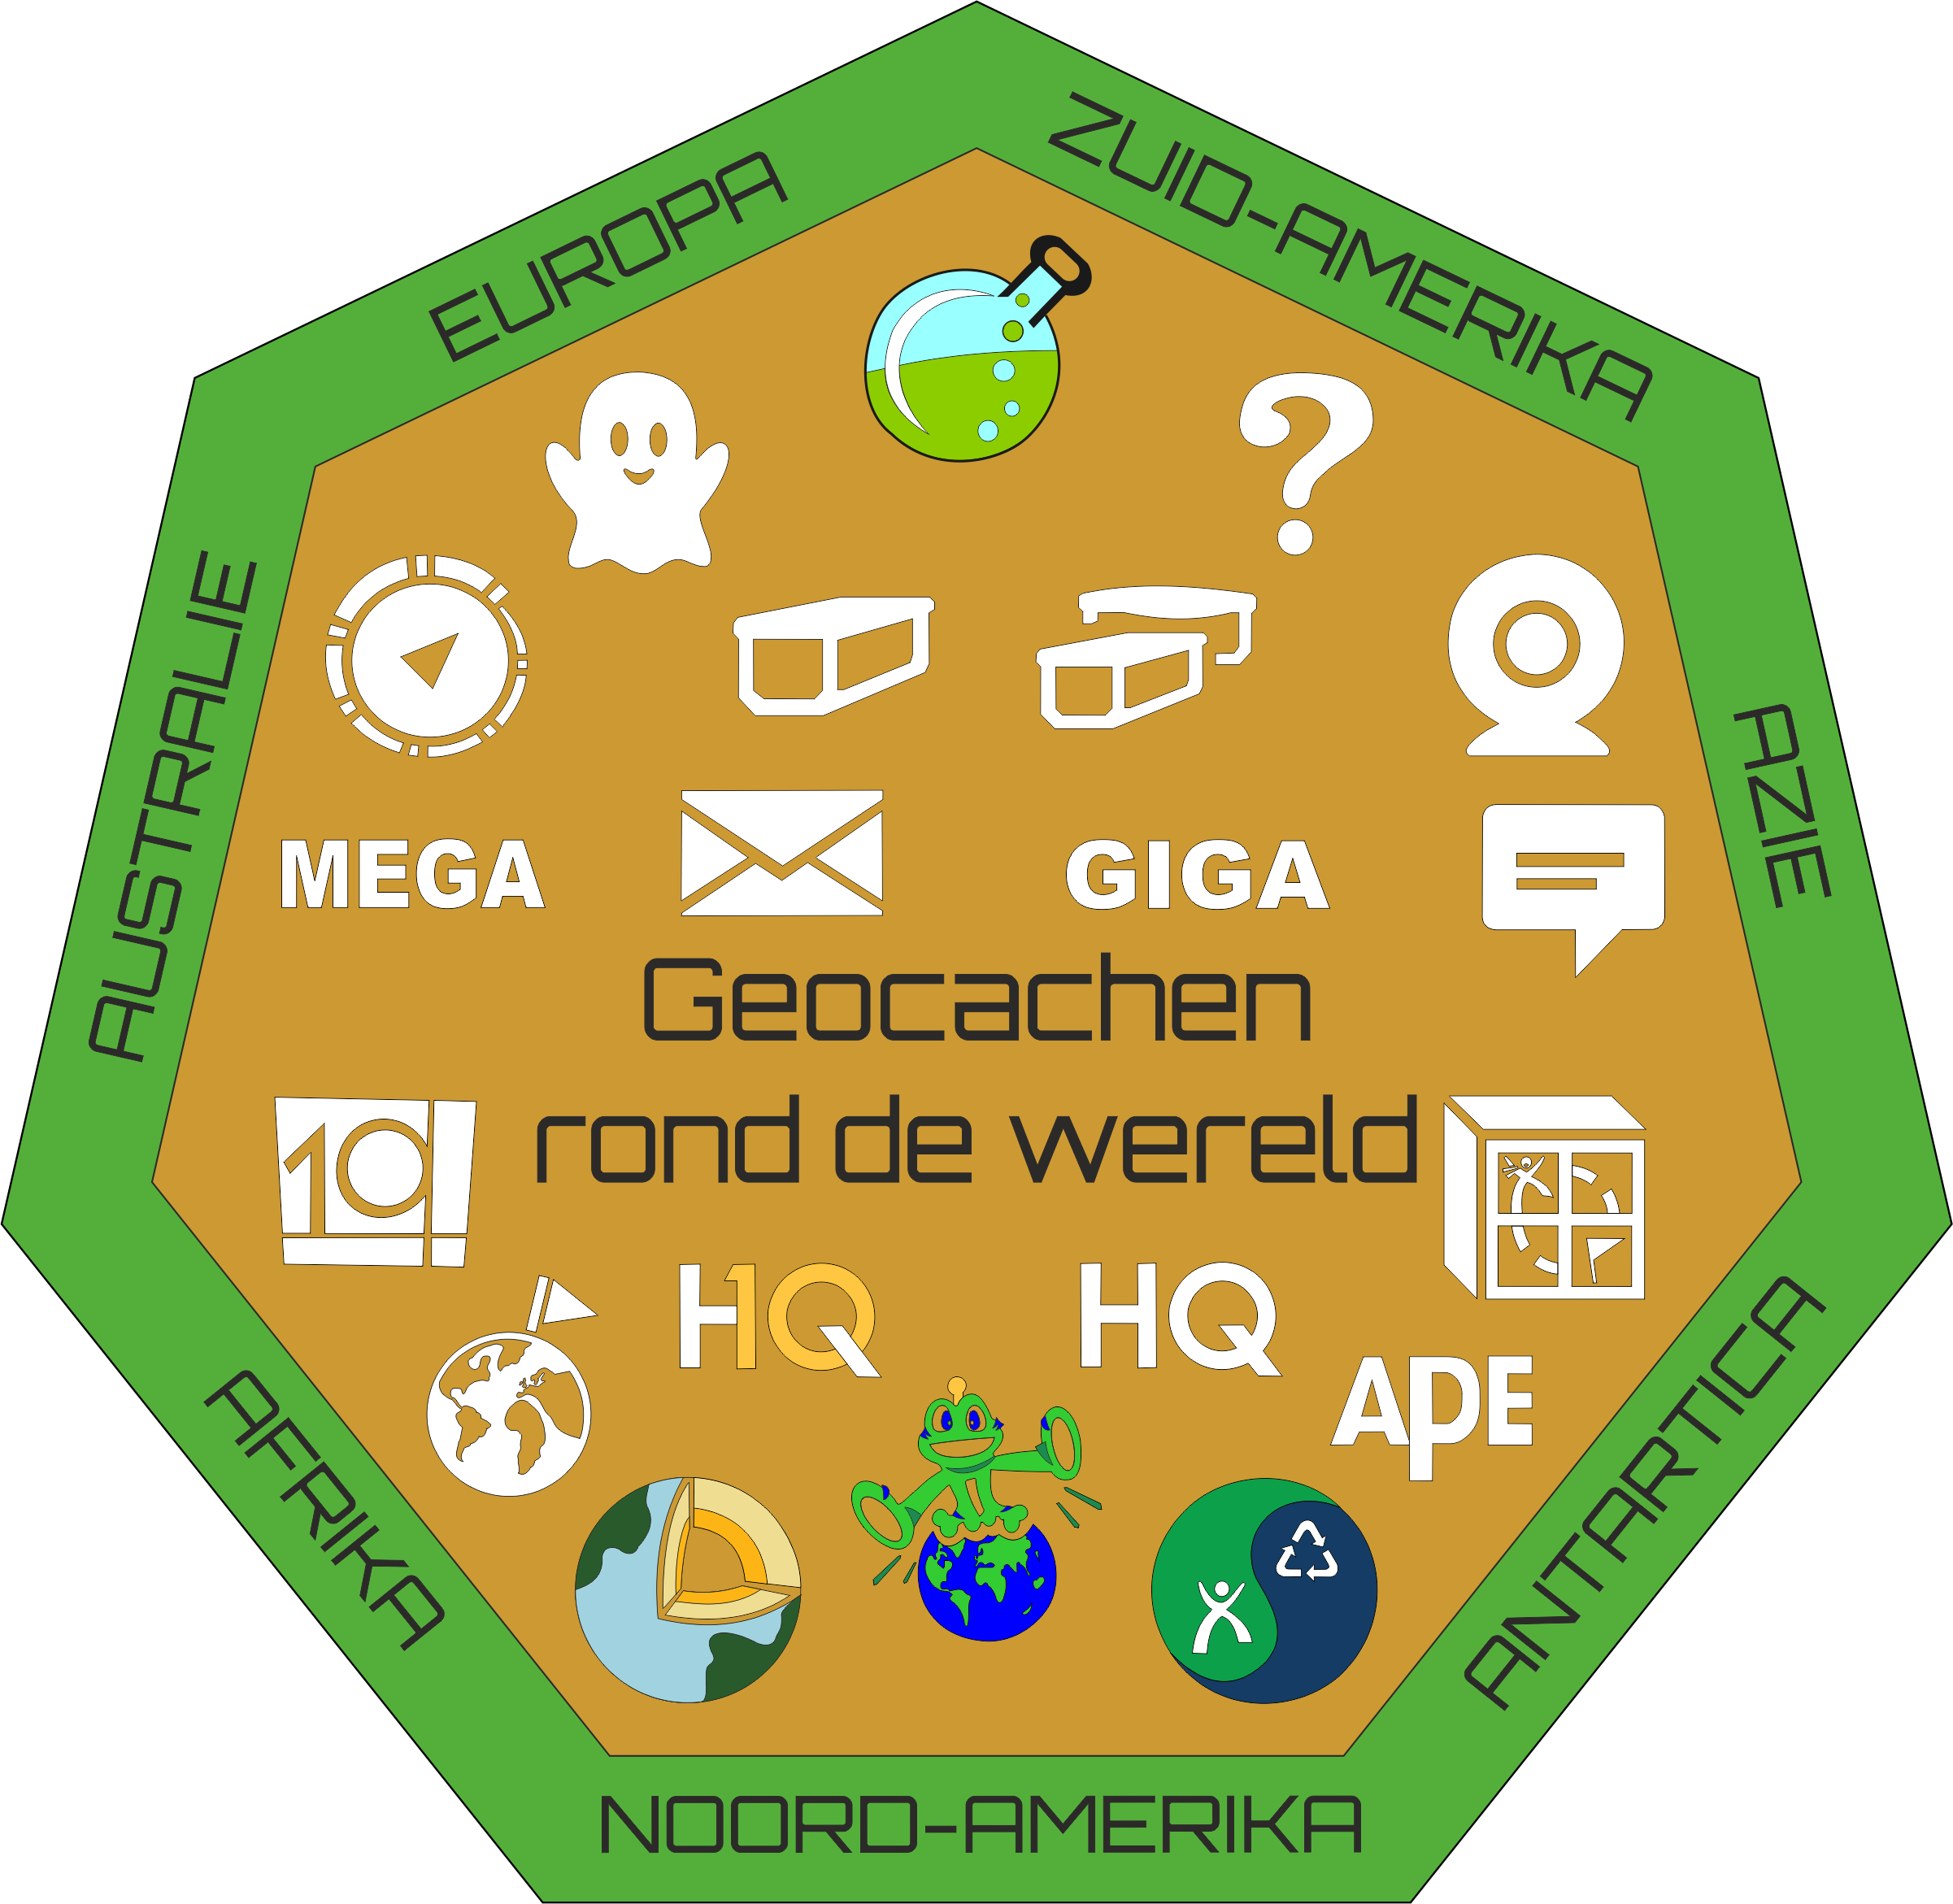 EUROPA
ZUID-AMERIKA
AUSTRALIE
AZIE
MEGA
GIGA
Geocachen
rond de wereld
10!
HQ
HQ
APE
AFRIKA
ANTARTICA
NOORD-AMERIKA